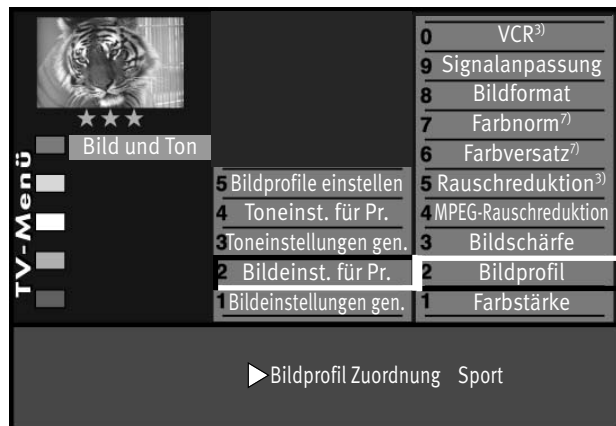 TV-Menü
Bild und Ton
5 Bildprofile einstellen
4 Toneinst. für Pr.
3 Toneinstellungen gen.
2 Bildeinst. für Pr.
1 Bildeinstellungen gen.
0 VCR3)
9 Signalanpassung
8 Bildformat
7 Farbnorm7)
6 Farbversatz7)
5 Rauschreduktion3)
4 MPEG-Rauschreduktion
3 Bildschärfe
2 Bildprofil
1 Farbstärke
Bildprofil Zuordnung Sport